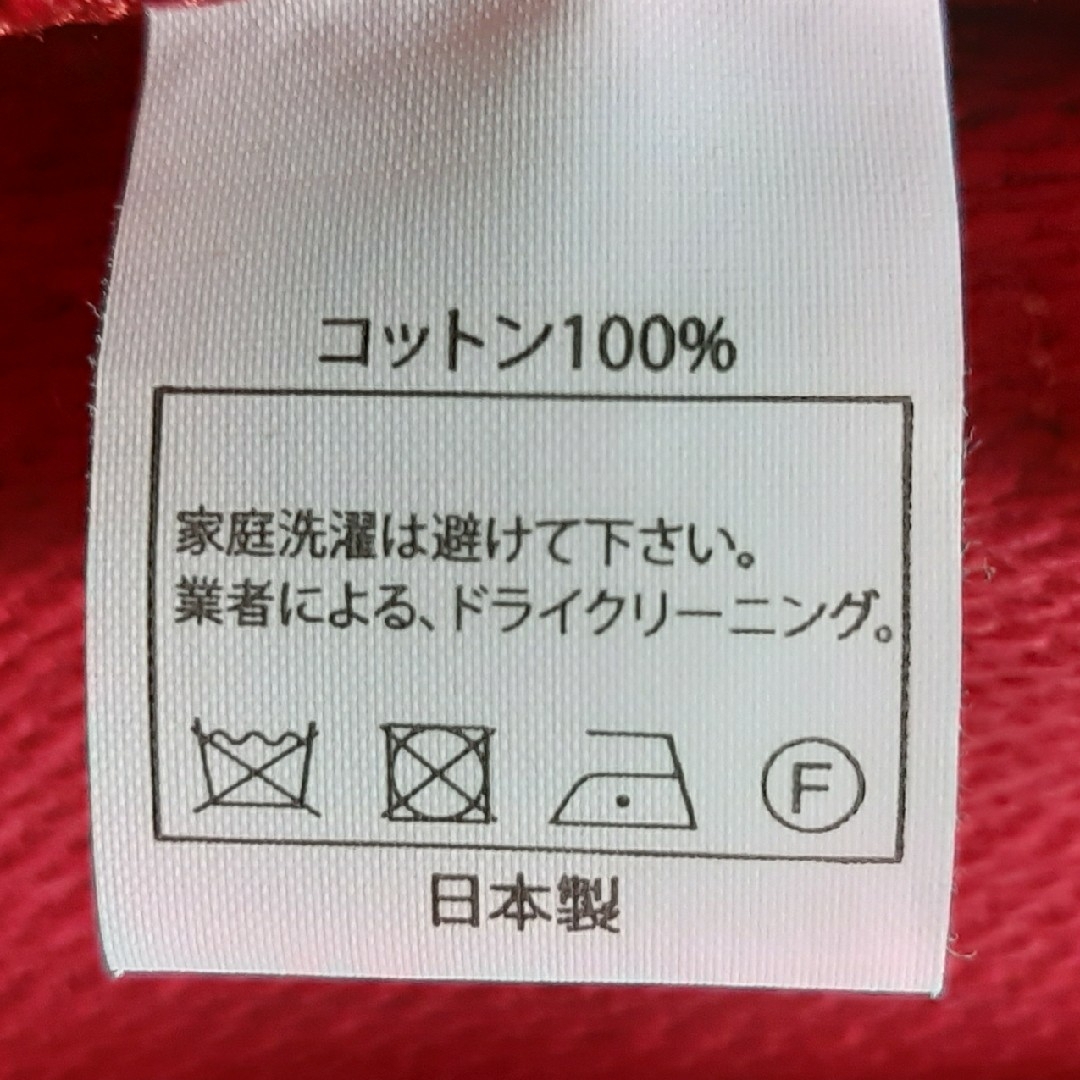 コットン100%
家庭洗濯は避けて下さい。
業者による、ドライクリーニング。
F
日本製